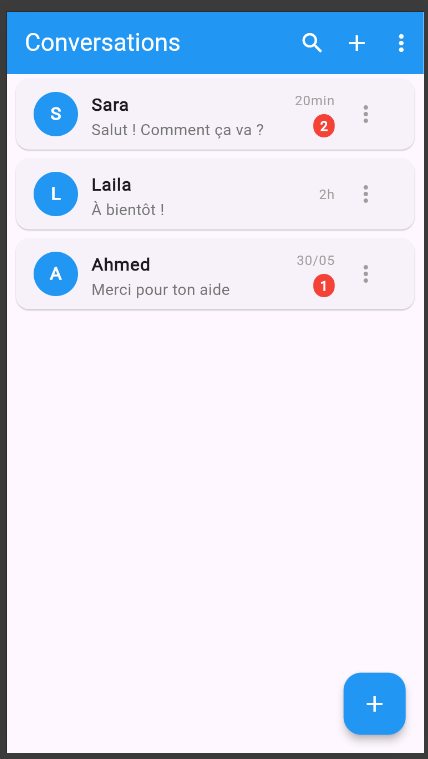 Conversations
S
Sara
20min
Salut ! Comment ça va ?
2
L
Laila
2h
À bientôt !
A
Ahmed
30/05
Merci pour ton aide
1